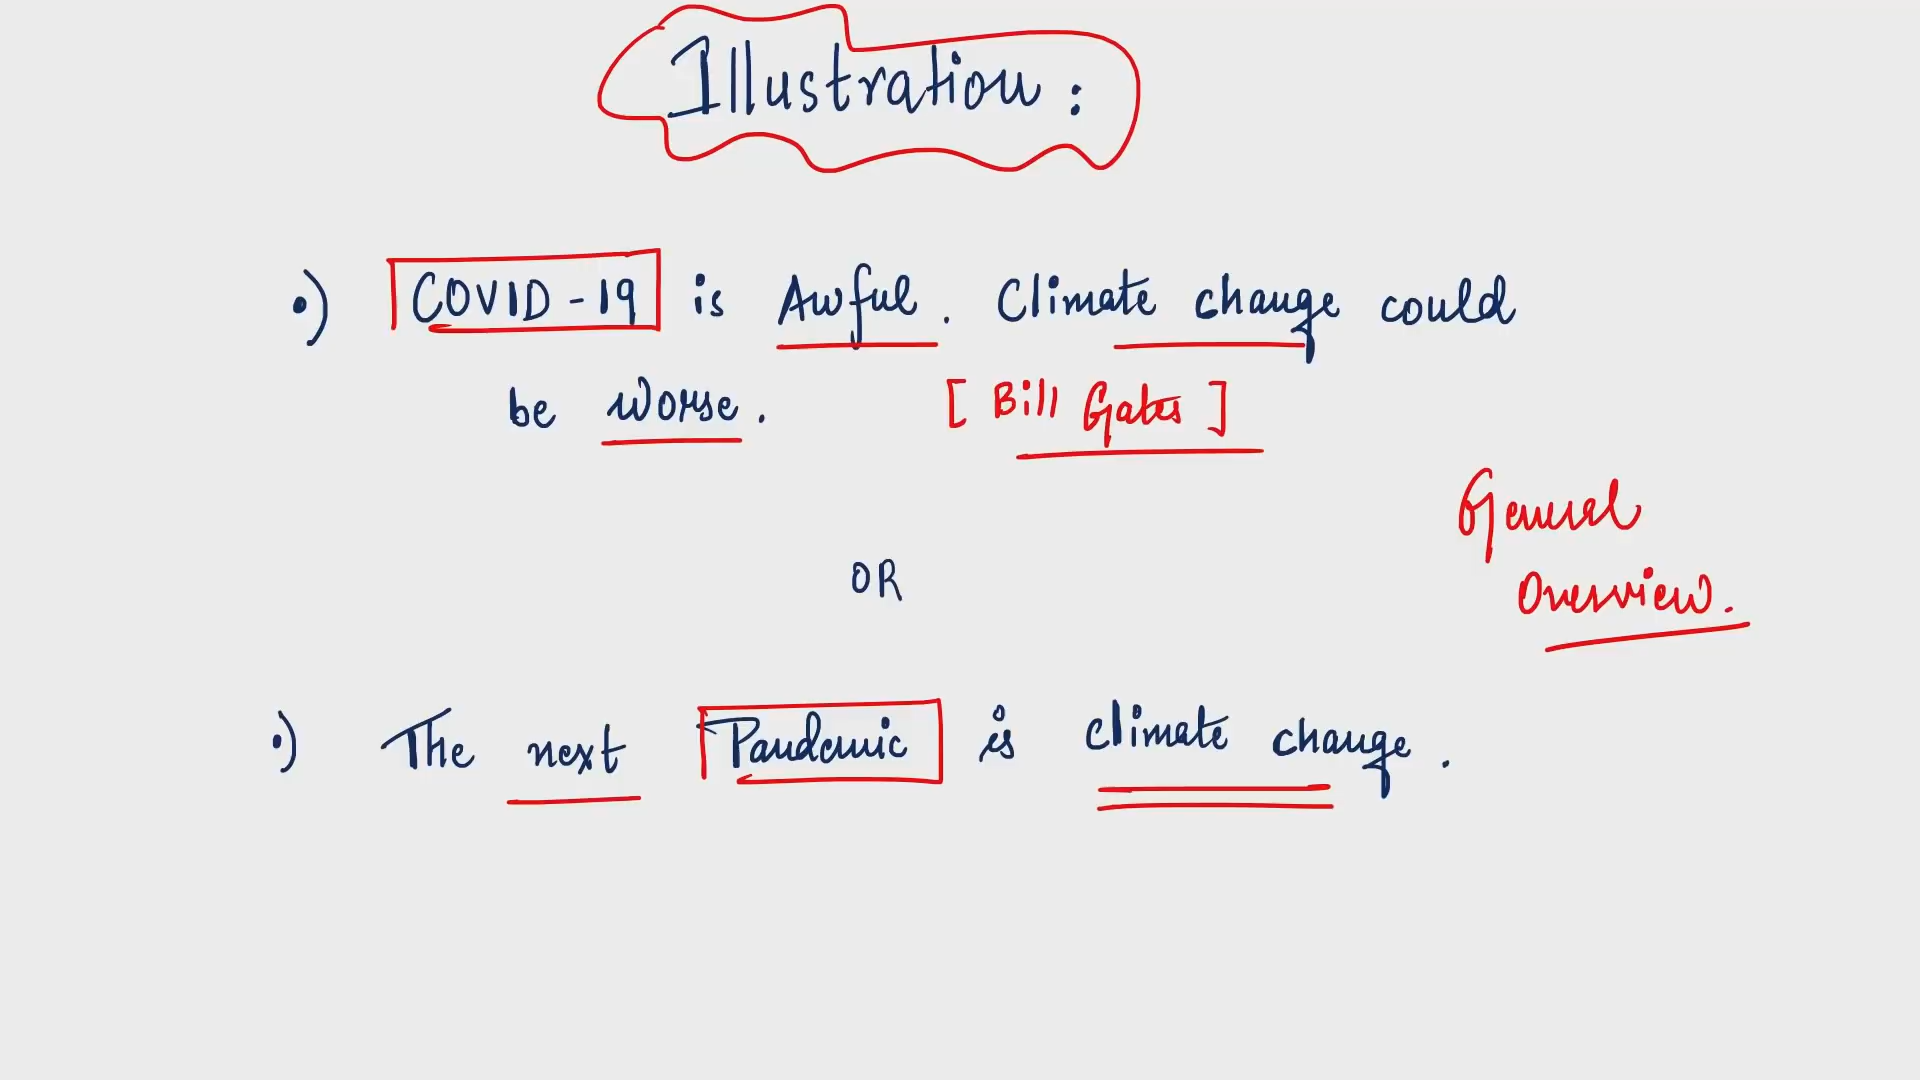 Illustration :
•) COVID-19 is Awful. Climate change could
be worse. [Bill Gates]
General
Overview.
OR
•) The next Pandemic is climate change.